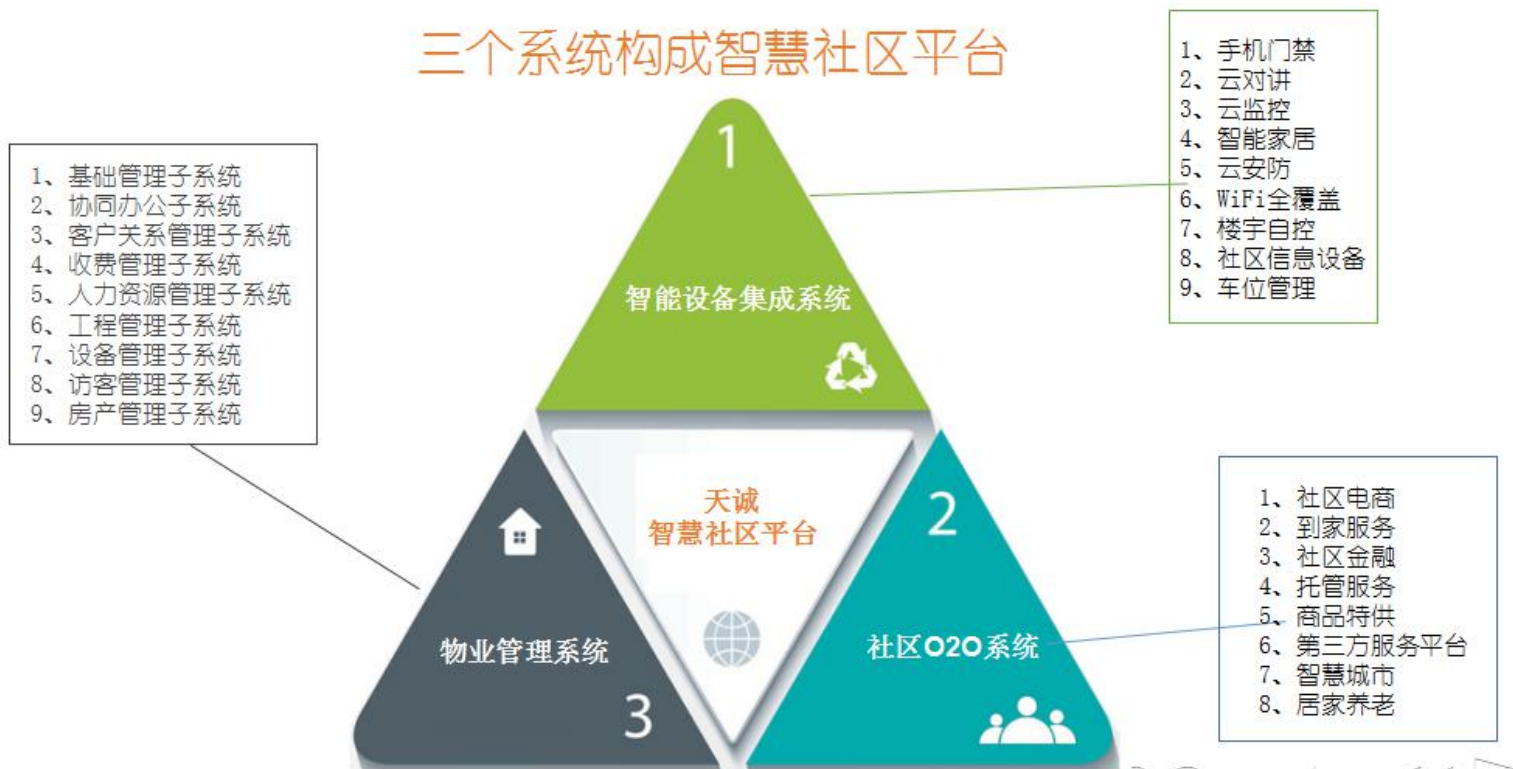 三个系统构成智慧社区平台
1、手机门禁
2、云对讲
3、云监控
4、智能家居
5、云安防
6、WiFi全覆盖
7、楼宇自控
8、社区信息设备
9、车位管理
1、基础管理子系统
2、协同办公子系统
3、客户关系管理子系统
4、收费管理子系统
5、人力资源管理子系统
6、工程管理子系统
7、设备管理子系统
8、访客管理子系统
9、房产管理子系统
1
智能设备集成系统
天诚
智慧社区平台
2
社区O2O系统
物业管理系统
3
1、社区电商
2、到家服务
3、社区金融
4、托管服务
5、商品特供
6、第三方服务平台
7、智慧城市
8、居家养老